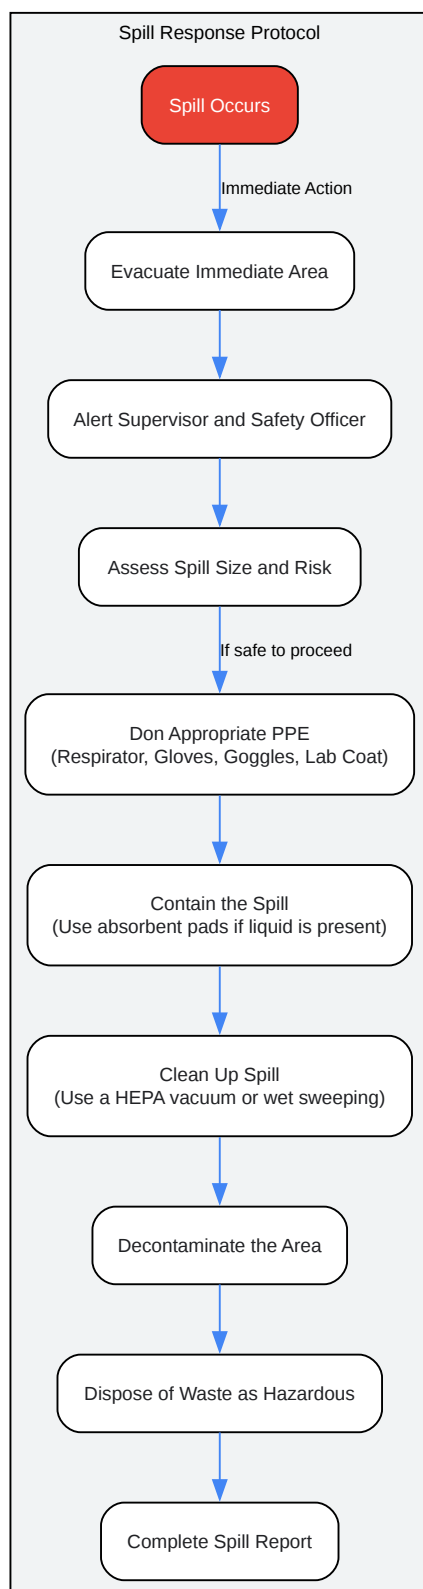 Spill Response Protocol
Spill Occurs
Immediate Action
Evacuate Immediate Area
Alert Supervisor and Safety Officer
Assess Spill Size and Risk
If safe to proceed
Don Appropriate PPE
(Respirator, Gloves, Goggles, Lab Coat)
Contain the Spill
(Use absorbent pads if liquid is present)
Clean Up Spill
(Use a HEPA vacuum or wet sweeping)
Decontaminate the Area
Dispose of Waste as Hazardous
Complete Spill Report